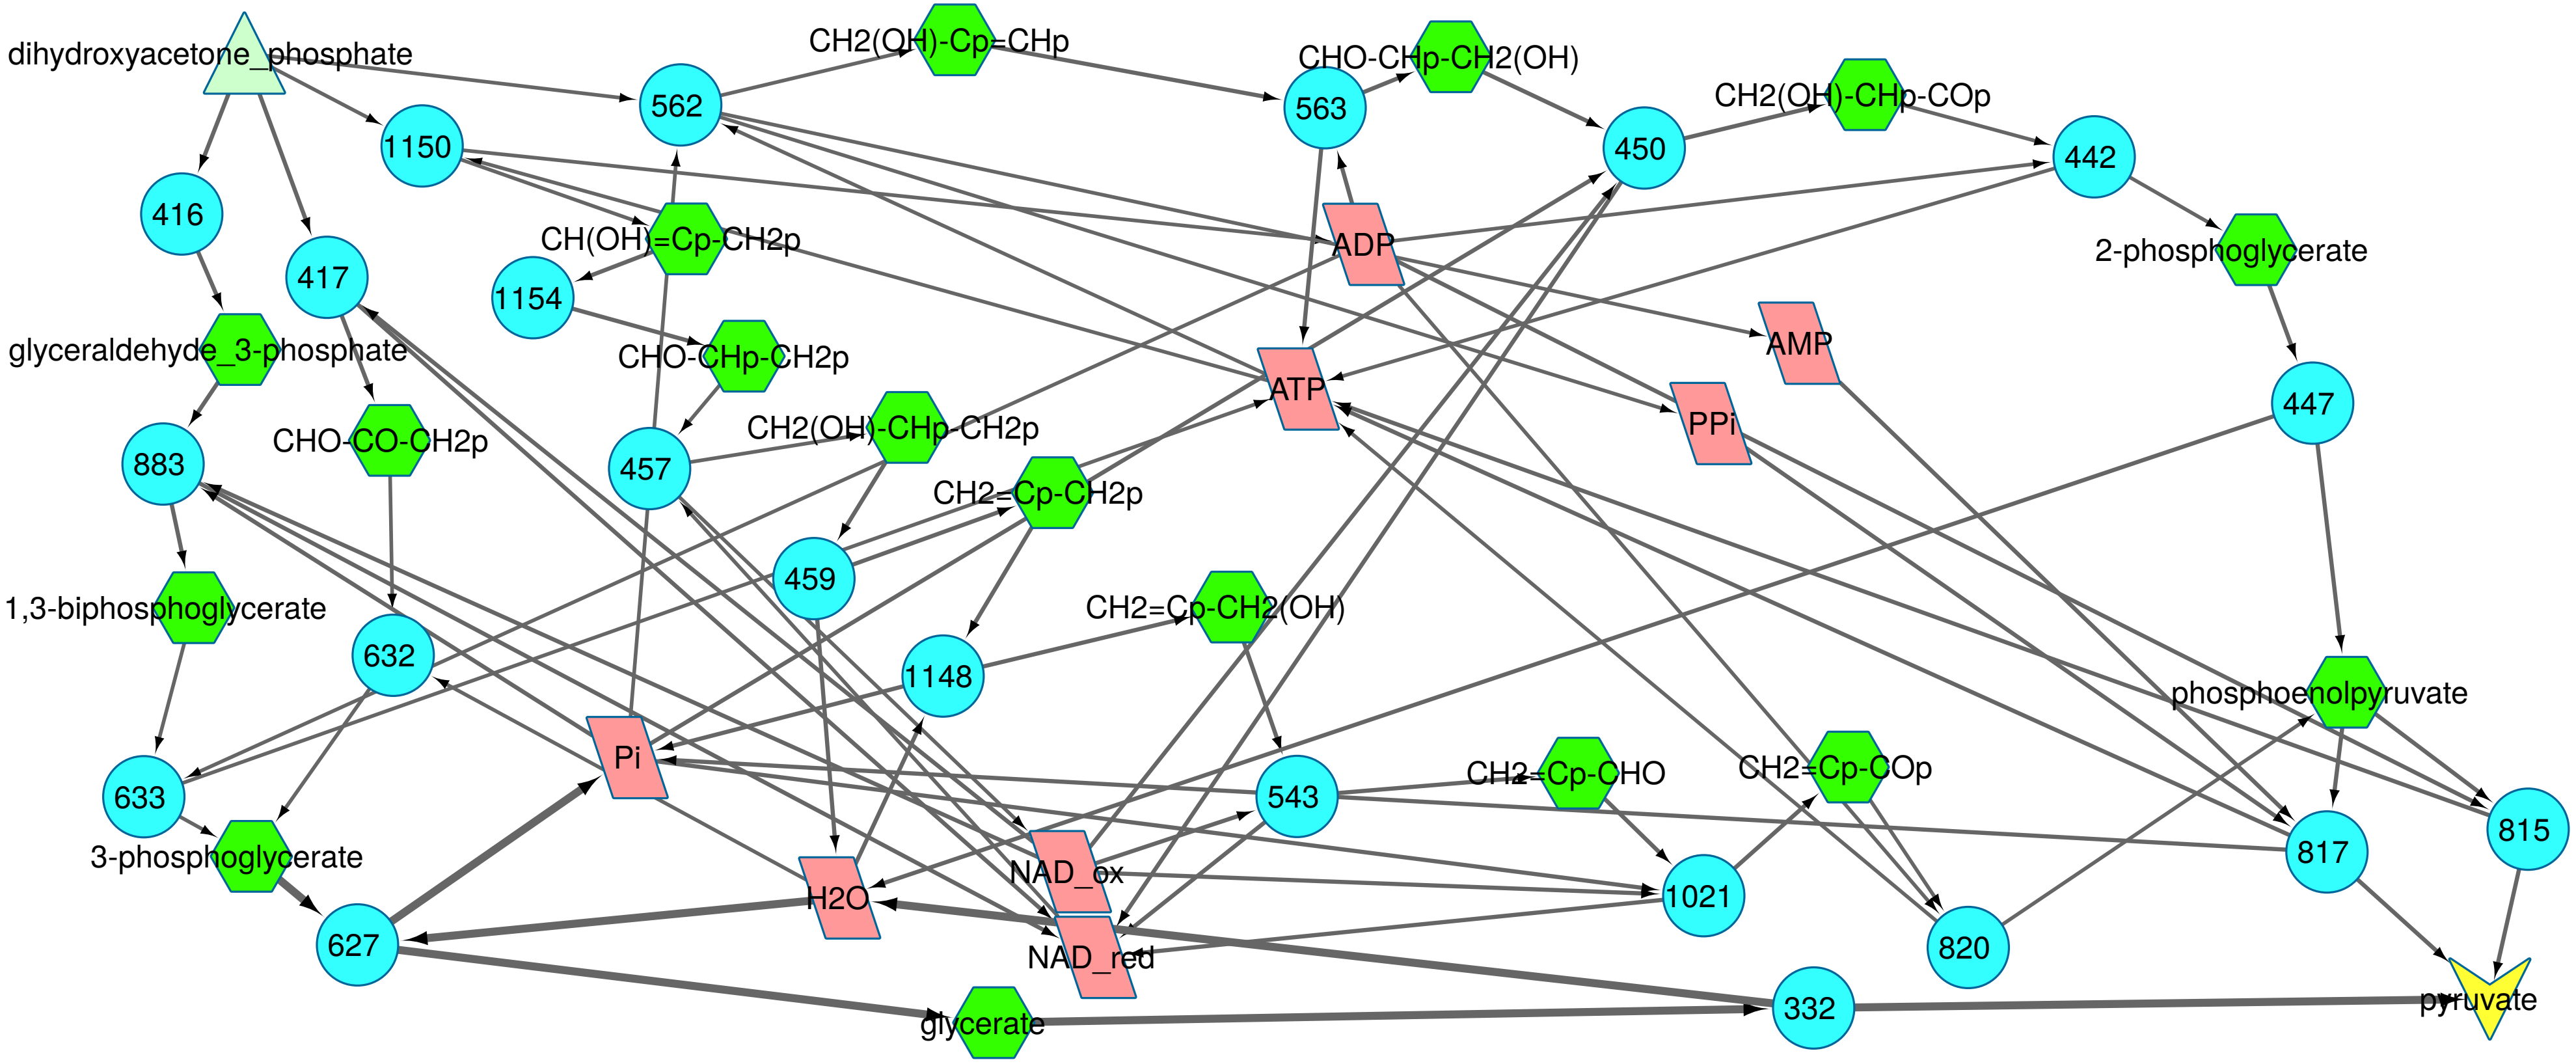 dihydroxyacetone_phosphate
CH2(OH)-Cp=CHp
CHO-CHp-CH2(OH)
CH2(OH)-CHp-COp
562
563
1150
450
442
416
417
CH(OH)=Cp-CH2p
ADP
2-phosphoglycerate
1154
glyceraldehyde_3-phosphate
CHO-CHp-CH2p
AMP
ATP
447
CHO-CO-CH2p
CH2(OH)-CHp-CH2p
PPi
883
457
CH2=Cp-CH2p
459
1,3-biphosphoglycerate
CH2=Cp-CH2(OH)
632
1148
phosphoenolpyruvate
Pi
CH2=Cp-CHO
CH2=Cp-COp
633
543
815
817
3-phosphoglycerate
NAD_ox
H2O
1021
627
820
NAD_red
332
pyruvate
glycerate